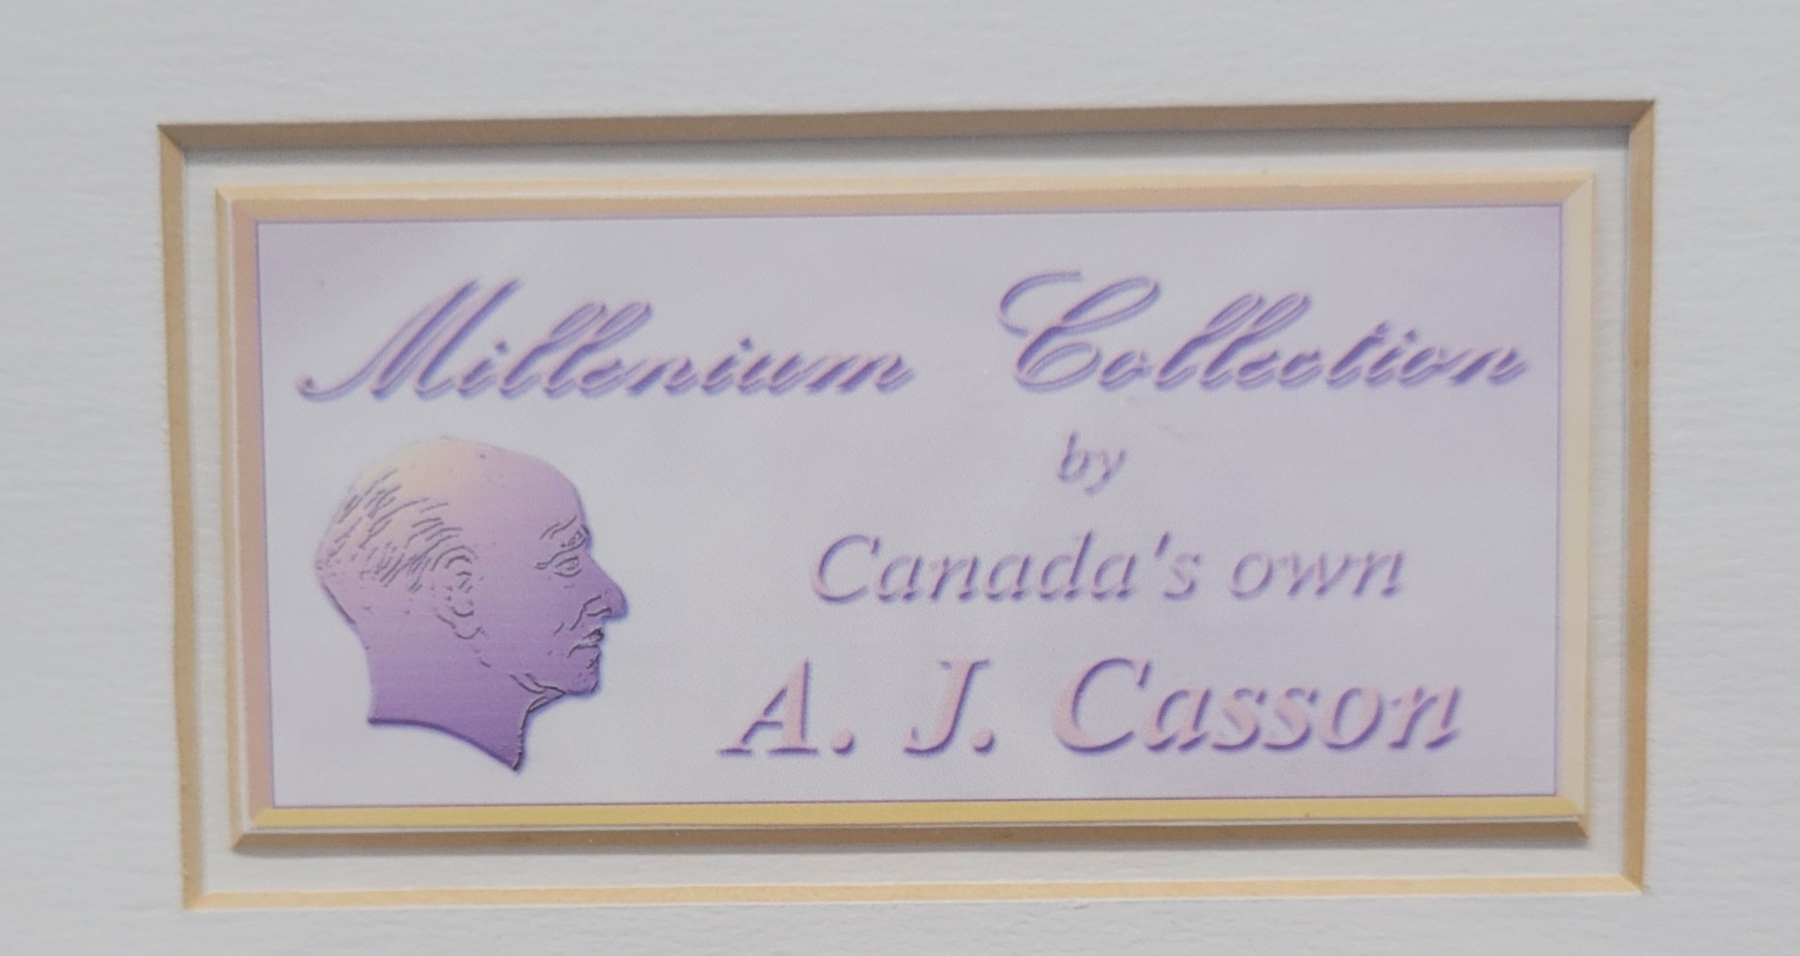 Millenium Collection
by
Canada's own
A. J. Casson